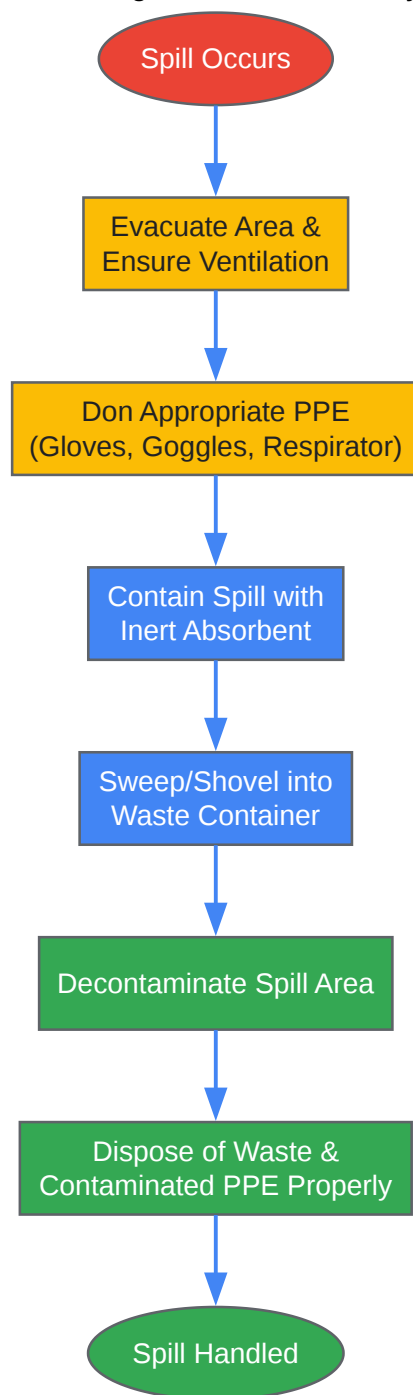 Spill Occurs
Evacuate Area &
Ensure Ventilation
Don Appropriate PPE
(Gloves, Goggles, Respirator)
Contain Spill with
Inert Absorbent
Sweep/Shovel into
Waste Container
Decontaminate Spill Area
Dispose of Waste &
Contaminated PPE Properly
Spill Handled